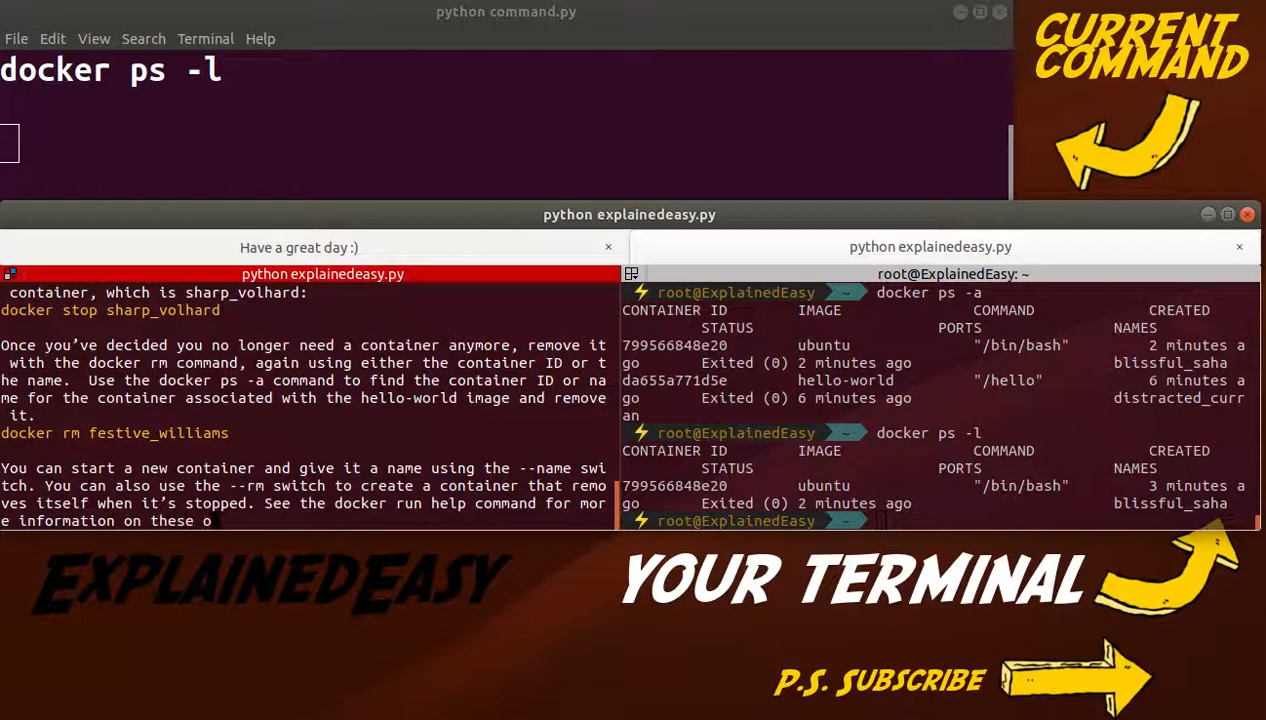 python command.py
File Edit View Search Terminal Help
docker ps -l
CURRENT
COMMAND
python explainedeasy.py
Have a great day :) ×
python explainedeasy.py ×
python explainedeasy.py
container, which is sharp_volhard:
docker stop sharp_volhard
Once you’ve decided you no longer need a container anymore, remove it
with the docker rm command, again using either the container ID or t
he name.  Use the docker ps -a command to find the container ID or na
me for the container associated with the hello-world image and remove
it.
docker rm festive_williams
You can start a new container and give it a name using the --name swi
tch. You can also use the --rm switch to create a container that remo
ves itself when it’s stopped. See the docker run help command for mor
e information on these o
root@ExplainedEasy: ~
root@ExplainedEasy ~ docker ps -a
CONTAINER ID IMAGE COMMAND CREATED
STATUS PORTS NAMES
799566848e20 ubuntu "/bin/bash" 2 minutes a
go Exited (0) 2 minutes ago blissful_saha
da655a771d5e hello-world "/hello" 6 minutes a
go Exited (0) 6 minutes ago distracted_curr
an
root@ExplainedEasy ~ docker ps -l
CONTAINER ID IMAGE COMMAND CREATED
STATUS PORTS NAMES
799566848e20 ubuntu "/bin/bash" 3 minutes a
go Exited (0) 2 minutes ago blissful_saha
root@ExplainedEasy ~
EXPLAINEDEASY
YOUR TERMINAL
P.S. SUBSCRIBE